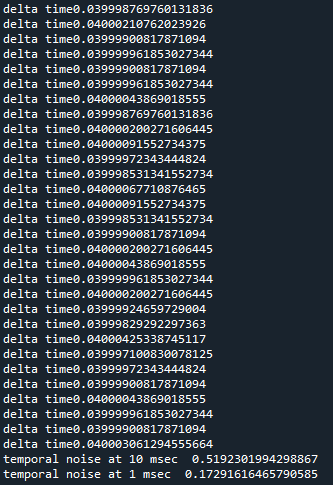 delta time0.039998769760131836
delta time0.04000210762023926
delta time0.03999900817871094
delta time0.039999961853027344
delta time0.03999900817871094
delta time0.039999961853027344
delta time0.04000043869018555
delta time0.039998769760131836
delta time0.040000200271606445
delta time0.04000091552734375
delta time0.03999972343444824
delta time0.039998531341552734
delta time0.04000067710876465
delta time0.04000091552734375
delta time0.039998531341552734
delta time0.03999900817871094
delta time0.040000200271606445
delta time0.04000043869018555
delta time0.039999961853027344
delta time0.040000200271606445
delta time0.03999924659729004
delta time0.03999829292297363
delta time0.04000425338745117
delta time0.039997100830078125
delta time0.03999972343444824
delta time0.03999900817871094
delta time0.04000043869018555
delta time0.039999961853027344
delta time0.03999900817871094
delta time0.040003061294555664
temporal noise at 10 msec  0.5192301994298867
temporal noise at 1 msec  0.17291616465790585